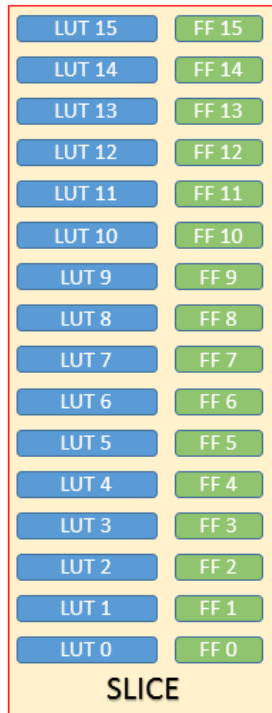 LUT 15 FF 15
LUT 14 FF 14
LUT 13 FF 13
LUT 12 FF 12
LUT 11 FF 11
LUT 10 FF 10
LUT 9 FF 9
LUT 8 FF 8
LUT 7 FF 7
LUT 6 FF 6
LUT 5 FF 5
LUT 4 FF 4
LUT 3 FF 3
LUT 2 FF 2
LUT 1 FF 1
LUT 0 FF 0
SLICE